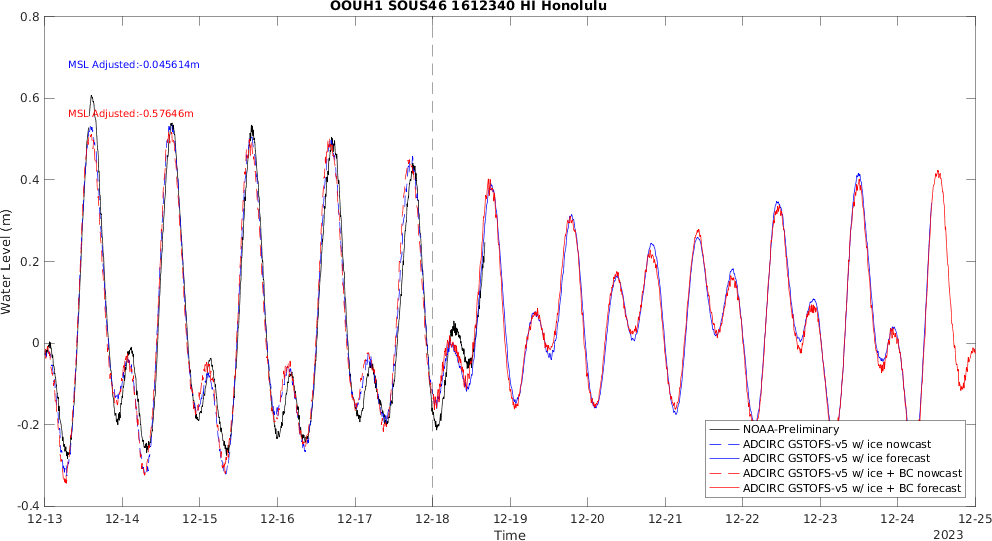 OOUH1 SOUS46 1612340 HI Honolulu
0.8
MSL Adjusted:-0.045614m
0.6
MSL Adjusted:-0.57646m
0.4
Water Level (m)
0.2
0
-0.2
NOAA-Preliminary
ADCIRC GSTOFS-v5 w/ ice nowcast
ADCIRC GSTOFS-v5 w/ ice forecast
ADCIRC GSTOFS-v5 w/ ice + BC nowcast
ADCIRC GSTOFS-v5 w/ ice + BC forecast
-0.4
12-13 12-14 12-15 12-16 12-17 12-18 12-19 12-20 12-21 12-22 12-23 12-24 12-25
Time
2023